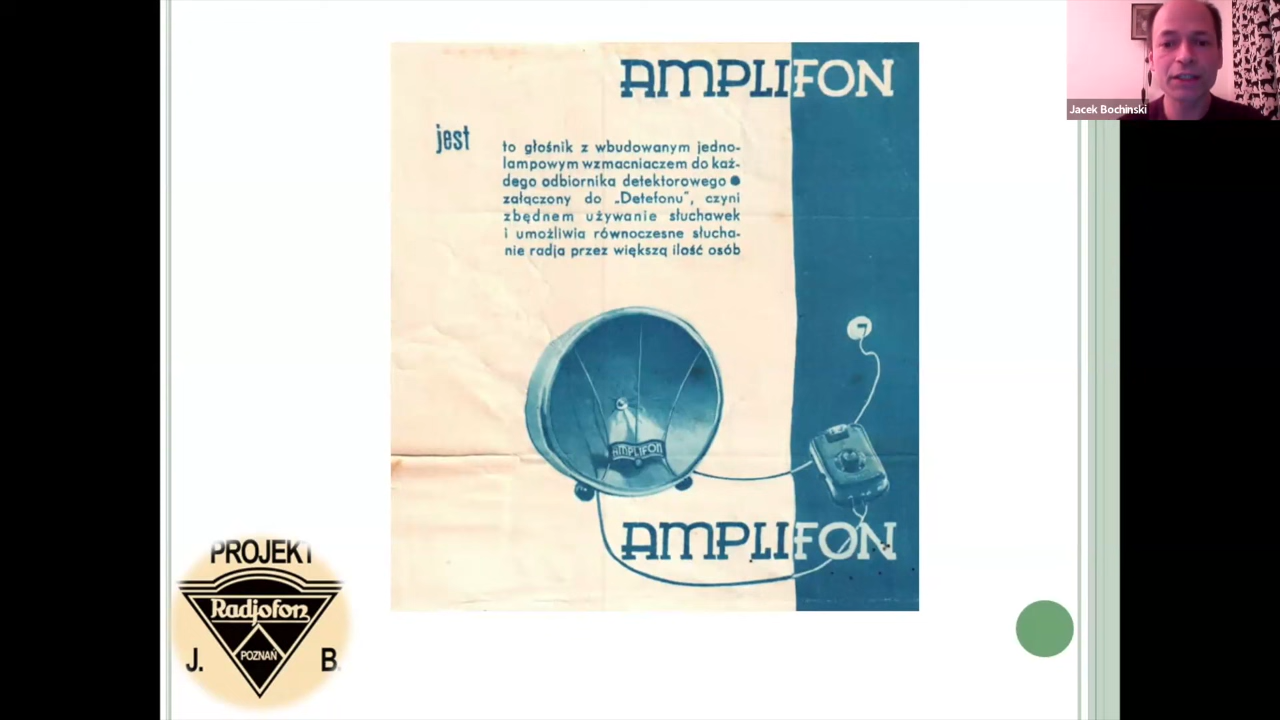 AMPLIFON
jest
to głośnik z wbudowanym jedno-
lampowym wzmacniaczem do każ-
dego odbiornika detektorowego ●
załączony do „Detefonu”, czyni
zbędnem używanie słuchawek
i umożliwia równoczesne słucha-
nie radja przez większą ilość osób
AMPLIFON
AMPLIFON
PROJEKT
Radjofon
POZNAŃ
J. B.
Jacek Bochinski